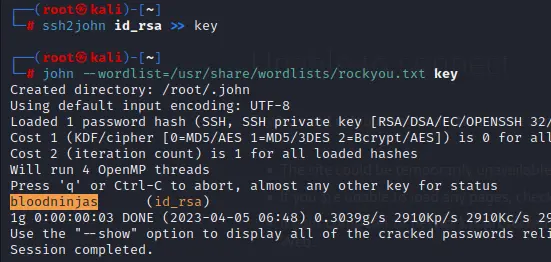 ┌──(root㉿kali)-[~]
└─# ssh2john id_rsa >> key
┌──(root㉿kali)-[~]
└─# john --wordlist=/usr/share/wordlists/rockyou.txt key
Created directory: /root/.john
Using default input encoding: UTF-8
Loaded 1 password hash (SSH, SSH private key [RSA/DSA/EC/OPENSSH 32/
Cost 1 (KDF/cipher [0=MD5/AES 1=MD5/3DES 2=Bcrypt/AES]) is 0 for all
Cost 2 (iteration count) is 1 for all loaded hashes
Will run 4 OpenMP threads
Press 'q' or Ctrl-C to abort, almost any other key for status
bloodninjas      (id_rsa)
1g 0:00:00:03 DONE (2023-04-05 06:48) 0.3039g/s 2910Kp/s 2910Kc/s 29
Use the "--show" option to display all of the cracked passwords reli
Session completed.